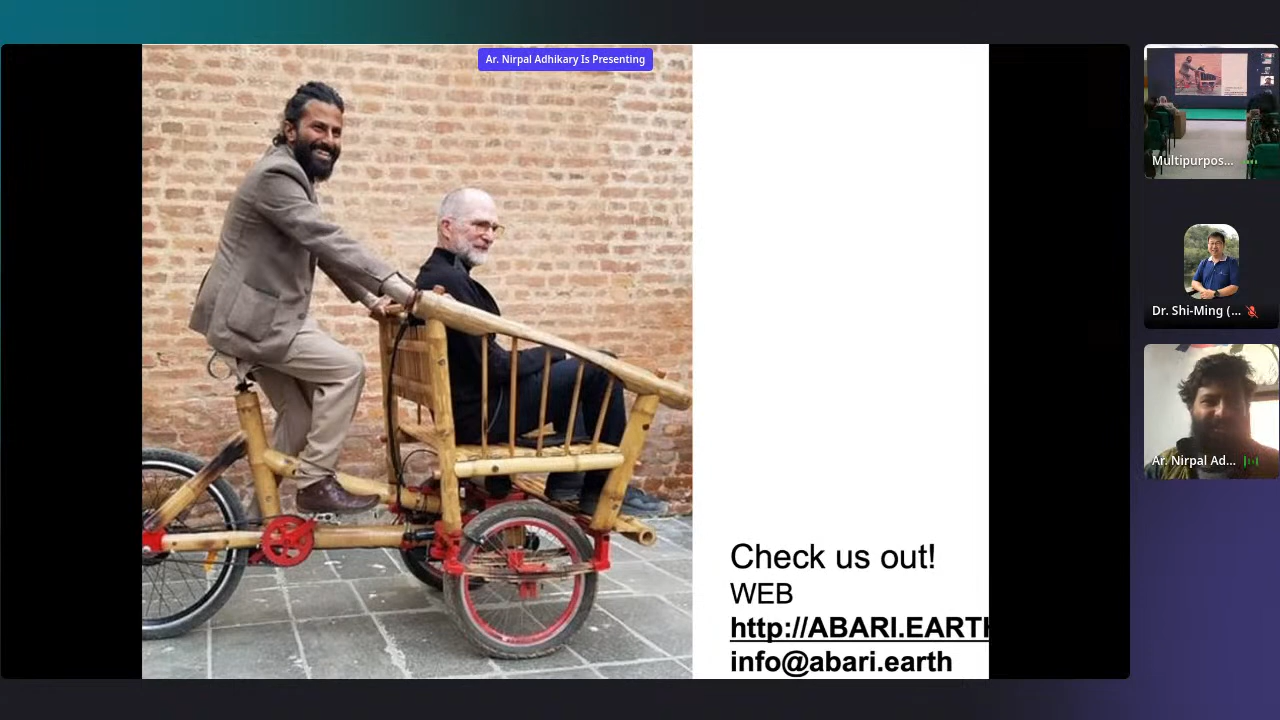 Ar. Nirpal Adhikary Is Presenting
Check us out!
WEB
http://ABARI.EARTH
info@abari.earth
Multipurpos...
Dr. Shi-Ming (...
Ar. Nirpal Ad...